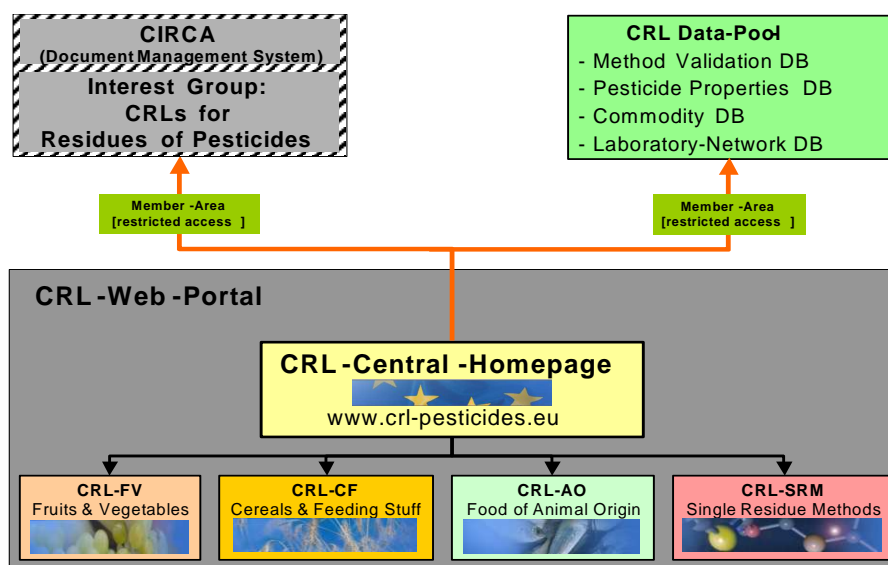 CIRCA
(Document Management System)
Interest Group:
CRLs for
Residues of Pesticides
CRL Data-Pool
- Method Validation DB
- Pesticide Properties DB
- Commodity DB
- Laboratory-Network DB
Member -Area
[restricted access ]
Member -Area
[restricted access ]
CRL -Web -Portal
CRL -Central -Homepage
www.crl-pesticides.eu
CRL-FV
Fruits & Vegetables
CRL-CF
Cereals & Feeding Stuff
CRL-AO
Food of Animal Origin
CRL-SRM
Single Residue Methods